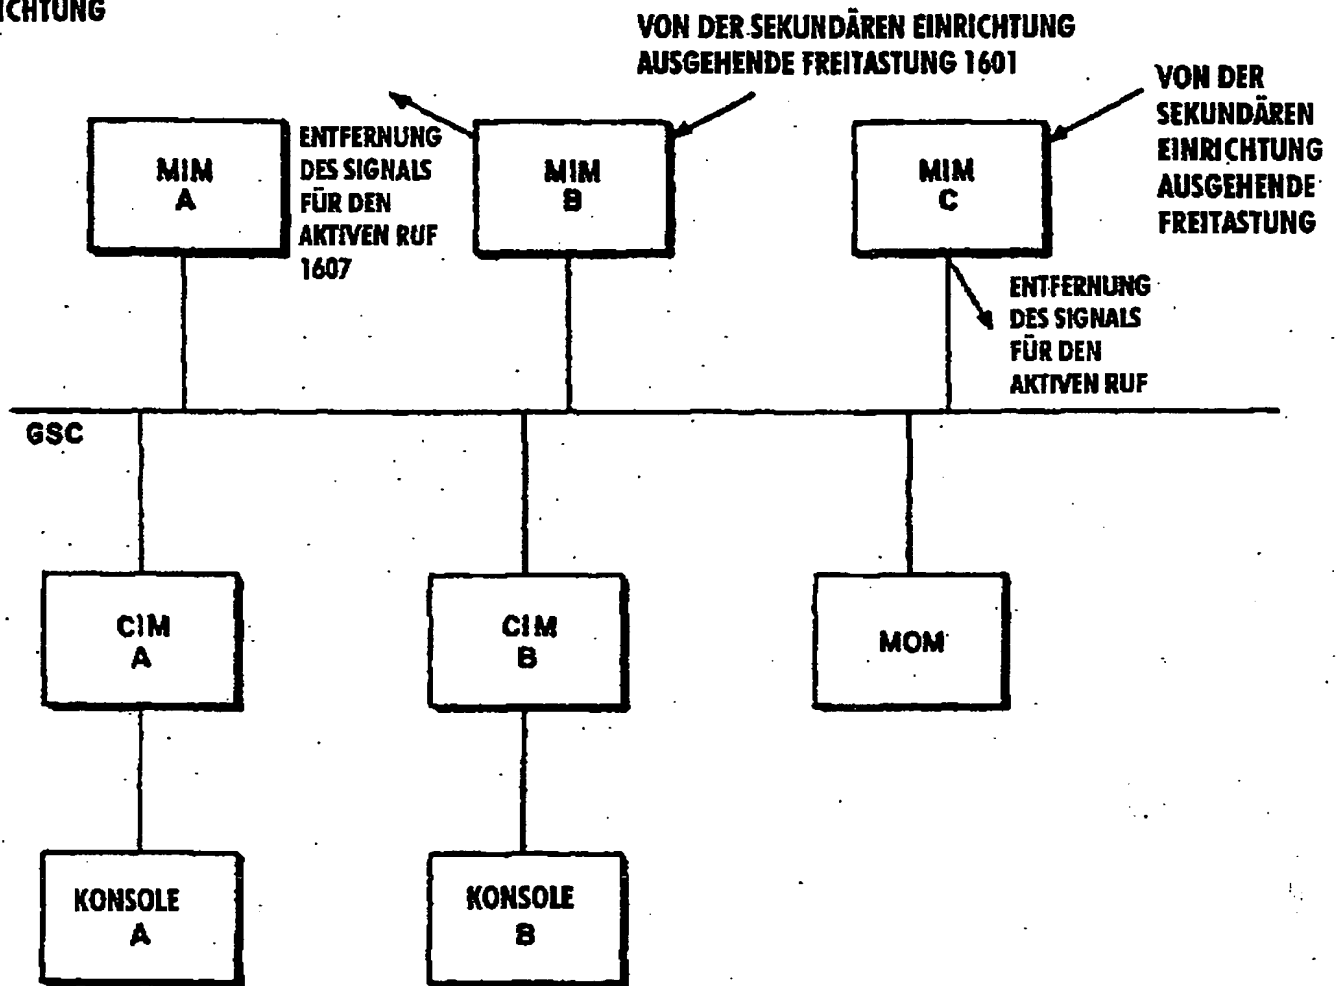 VON DER SEKUNDÄREN EINRICHTUNG
AUSGEHENDE FREITASTUNG 1601
VON DER
SEKUNDÄREN
EINRICHTUNG
AUSGEHENDE
FREITASTUNG
MIM
A
ENTFERNUNG
DES SIGNALS
FÜR DEN
AKTIVEN RUF
1607
MIM
B
MIM
C
ENTFERNUNG
DES SIGNALS
FÜR DEN
AKTIVEN RUF
GSC
CIM
A
CIM
B
MOM
KONSOLE
A
KONSOLE
B